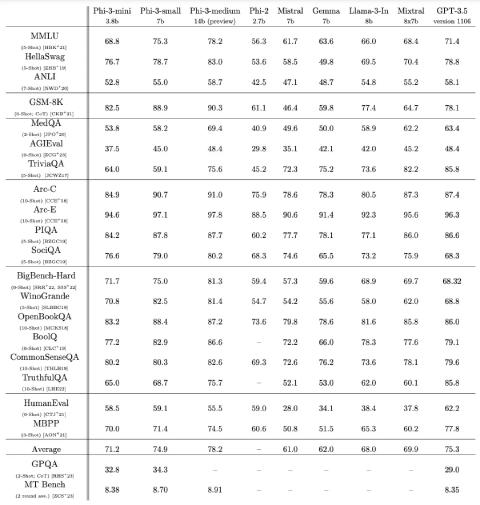 Phi-3-mini Phi-3-small Phi-3-medium Phi-2 Mistral Gemma Llama-3-In Mixtral GPT-3.5
3.8b 7b 14b (preview) 2.7b 7b 7b 8b 8x7b version 1106
MMLU 68.8 75.3 78.2 56.3 61.7 63.6 66.0 68.4 71.4
(5-Shot) [HBK+21]
HellaSwag 76.7 78.7 83.0 53.6 58.5 49.8 69.5 70.4 78.8
(5-Shot) [ZHB+19]
ANLI 52.8 55.0 58.7 42.5 47.1 48.7 54.8 55.2 58.1
(7-Shot) [NWD+20]
GSM-8K 82.5 88.9 90.3 61.1 46.4 59.8 77.4 64.7 78.1
(0-Shot; CoT) [CKB+21]
MedQA 53.8 58.2 69.4 40.9 49.6 50.0 58.9 62.2 63.4
(2-Shot) [JPO+20]
AGIEval 37.5 45.0 48.4 29.8 35.1 42.1 42.0 45.2 48.4
(0-Shot) [ZCG+23]
TriviaQA 64.0 59.1 75.6 45.2 72.3 75.2 73.6 82.2 85.8
(5-Shot) [JCWZ17]
Arc-C 84.9 90.7 91.0 75.9 78.6 78.3 80.5 87.3 87.4
(10-Shot) [CCE+18]
Arc-E 94.6 97.1 97.8 88.5 90.6 91.4 92.3 95.6 96.3
(10-Shot) [CCE+18]
PIQA 84.2 87.8 87.7 60.2 77.7 78.1 77.1 86.0 86.6
(5-Shot) [BZGC19]
SociQA 76.6 79.0 80.2 68.3 74.6 65.5 73.2 75.9 68.3
(5-Shot) [BZGC19]
BigBench-Hard 71.7 75.0 81.3 59.4 57.3 59.6 68.9 69.7 68.32
(0-Shot) [SRR+22, SSS+22]
WinoGrande 70.8 82.5 81.4 54.7 54.2 55.6 58.0 62.0 68.8
(5-Shot) [SLBBC19]
OpenBookQA 83.2 88.4 87.2 73.6 79.8 78.6 81.6 85.8 86.0
(10-Shot) [MCKS18]
BoolQ 77.2 82.9 86.6 – 72.2 66.0 78.3 77.6 79.1
(0-Shot) [CLC+19]
CommonSenseQA 80.2 80.3 82.6 69.3 72.6 76.2 73.6 78.1 79.6
(10-Shot) [THLB19]
TruthfulQA 65.0 68.7 75.7 – 52.1 53.0 62.0 60.1 85.8
(10-Shot) [LHE22]
HumanEval 58.5 59.1 55.5 59.0 28.0 34.1 38.4 37.8 62.2
(0-Shot) [CTJ+21]
MBPP 70.0 71.4 74.5 60.6 50.8 51.5 65.3 60.2 77.8
(3-Shot) [AON+21]
Average 71.2 74.9 78.2 – 61.0 62.0 68.0 69.9 75.3
GPQA 32.8 34.3 – – – – – – 29.0
(2-Shot; CoT) [RHS+23]
MT Bench 8.38 8.70 8.91 – – – – – 8.35
(2 round ave.) [ZCS+23]